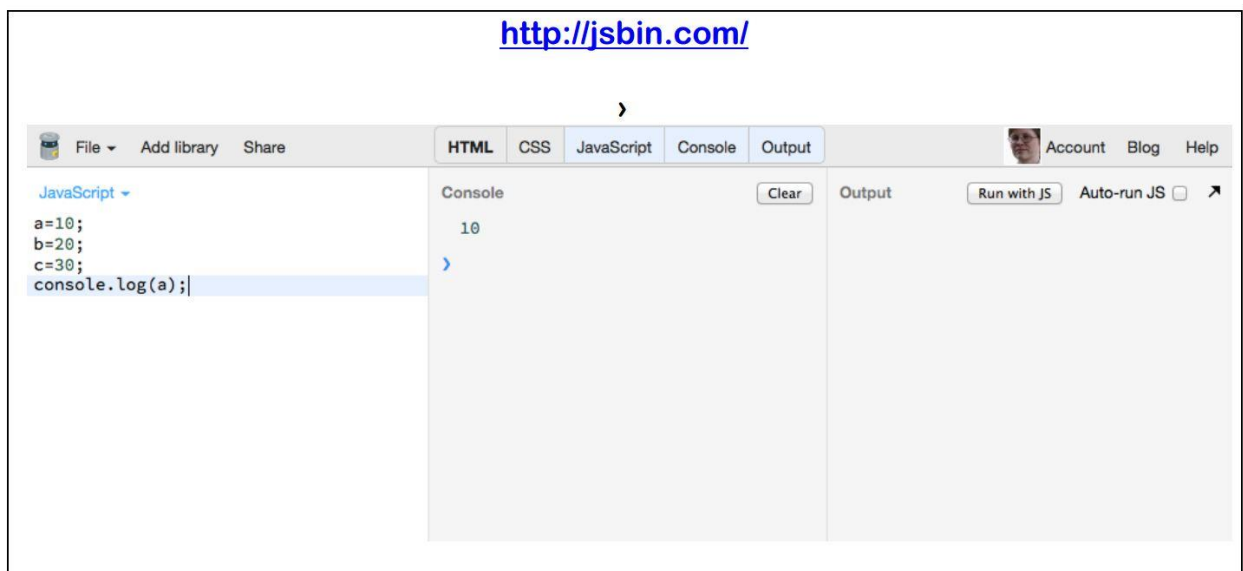 http://jsbin.com/
›
File Add library Share HTML CSS JavaScript Console Output Account Blog Help
JavaScript
a=10;
b=20;
c=30;
console.log(a);
Console Clear
10
›
Output Run with JS Auto-run JS